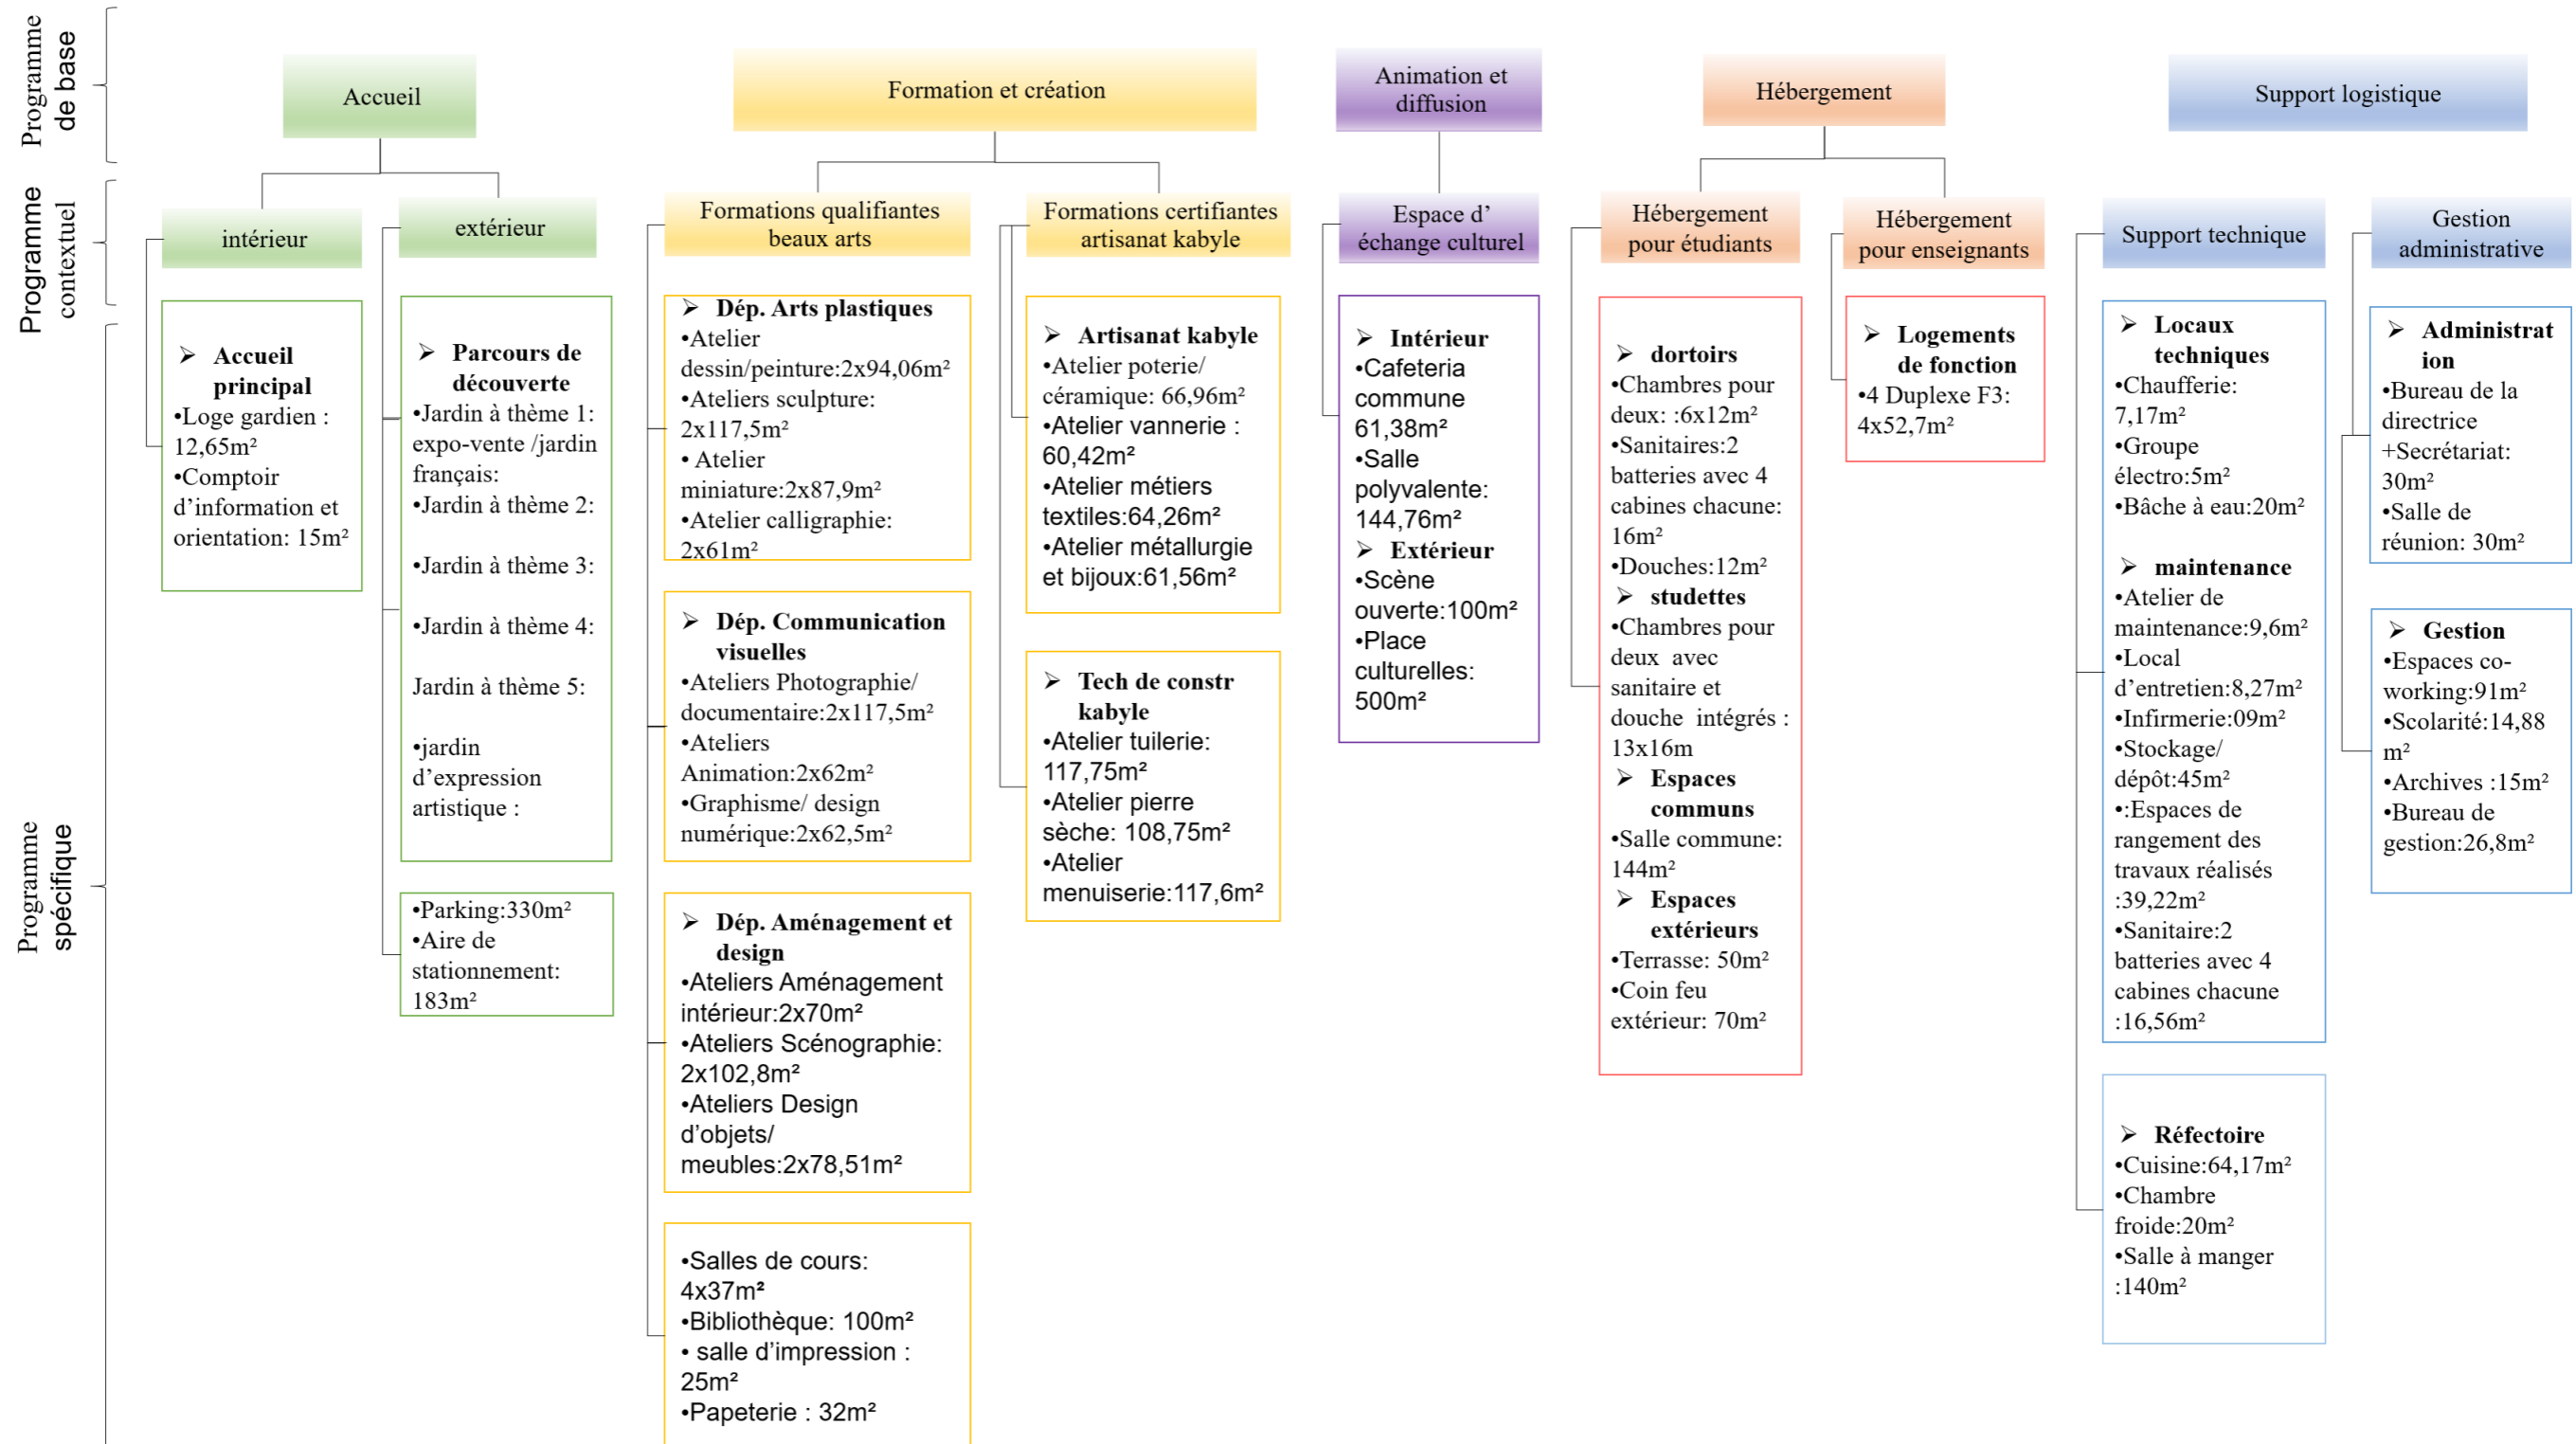 Programme
de base
Accueil
Formation et création
Animation et
diffusion
Hébergement
Support logistique
Programme
contextuel
intérieur
extérieur
Formations qualifiantes
beaux arts
Formations certifiantes
artisanat kabyle
Espace d’
échange culturel
Hébergement
pour étudiants
Hébergement
pour enseignants
Support technique
Gestion
administrative
Programme
spécifique
➢ Accueil
principal
•Loge gardien :
12,65m²
•Comptoir
d’information et
orientation: 15m²
➢ Parcours de
découverte
•Jardin à thème 1:
expo-vente /jardin
français:
•Jardin à thème 2:
•Jardin à thème 3:
•Jardin à thème 4:
Jardin à thème 5:
•jardin
d’expression
artistique :
•Parking:330m²
•Aire de
stationnement:
183m²
➢ Dép. Arts plastiques
•Atelier
dessin/peinture:2x94,06m²
•Ateliers sculpture:
2x117,5m²
• Atelier
miniature:2x87,9m²
•Atelier calligraphie:
2x61m²
➢ Dép. Communication
visuelles
•Ateliers Photographie/
documentaire:2x117,5m²
•Ateliers
Animation:2x62m²
•Graphisme/ design
numérique:2x62,5m²
➢ Dép. Aménagement et
design
•Ateliers Aménagement
intérieur:2x70m²
•Ateliers Scénographie:
2x102,8m²
•Ateliers Design
d’objets/
meubles:2x78,51m²
•Salles de cours:
4x37m²
•Bibliothèque: 100m²
• salle d’impression :
25m²
•Papeterie : 32m²
➢ Artisanat kabyle
•Atelier poterie/
céramique: 66,96m²
•Atelier vannerie :
60,42m²
•Atelier métiers
textiles:64,26m²
•Atelier métallurgie
et bijoux:61,56m²
➢ Tech de constr
kabyle
•Atelier tuilerie:
117,75m²
•Atelier pierre
sèche: 108,75m²
•Atelier
menuiserie:117,6m²
➢ Intérieur
•Cafeteria
commune
61,38m²
•Salle
polyvalente:
144,76m²
➢ Extérieur
•Scène
ouverte:100m²
•Place
culturelles:
500m²
➢ dortoirs
•Chambres pour
deux: :6x12m²
•Sanitaires:2
batteries avec 4
cabines chacune:
16m²
•Douches:12m²
➢ studettes
•Chambres pour
deux avec
sanitaire et
douche intégrés :
13x16m
➢ Espaces
communs
•Salle commune:
144m²
➢ Espaces
extérieurs
•Terrasse: 50m²
•Coin feu
extérieur: 70m²
➢ Logements
de fonction
•4 Duplexe F3:
4x52,7m²
➢ Locaux
techniques
•Chaufferie:
7,17m²
•Groupe
électro:5m²
•Bâche à eau:20m²
➢ maintenance
•Atelier de
maintenance:9,6m²
•Local
d’entretien:8,27m²
•Infirmerie:09m²
•Stockage/
dépôt:45m²
•:Espaces de
rangement des
travaux réalisés
:39,22m²
•Sanitaire:2
batteries avec 4
cabines chacune
:16,56m²
➢ Réfectoire
•Cuisine:64,17m²
•Chambre
froide:20m²
•Salle à manger
:140m²
➢ Administrat
ion
•Bureau de la
directrice
+Secrétariat:
30m²
•Salle de
réunion: 30m²
➢ Gestion
•Espaces co-
working:91m²
•Scolarité:14,88
m²
•Archives :15m²
•Bureau de
gestion:26,8m²